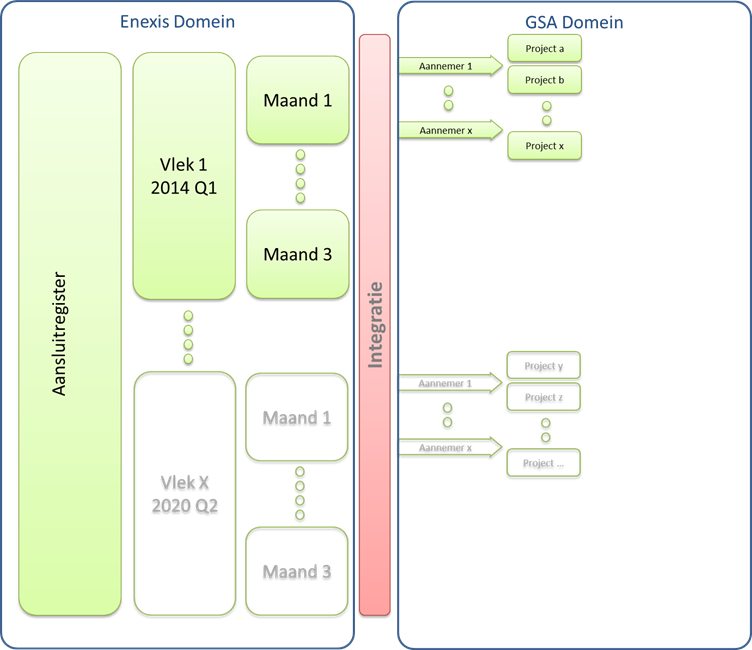 Enexis Domein
GSA Domein
Aansluitregister
Vlek 1
2014 Q1
Maand 1
Maand 3
Vlek X
2020 Q2
Maand 1
Maand 3
Integratie
Aannemer 1
Aannemer x
Project a
Project b
Project x
Aannemer 1
Aannemer x
Project y
Project z
Project ...